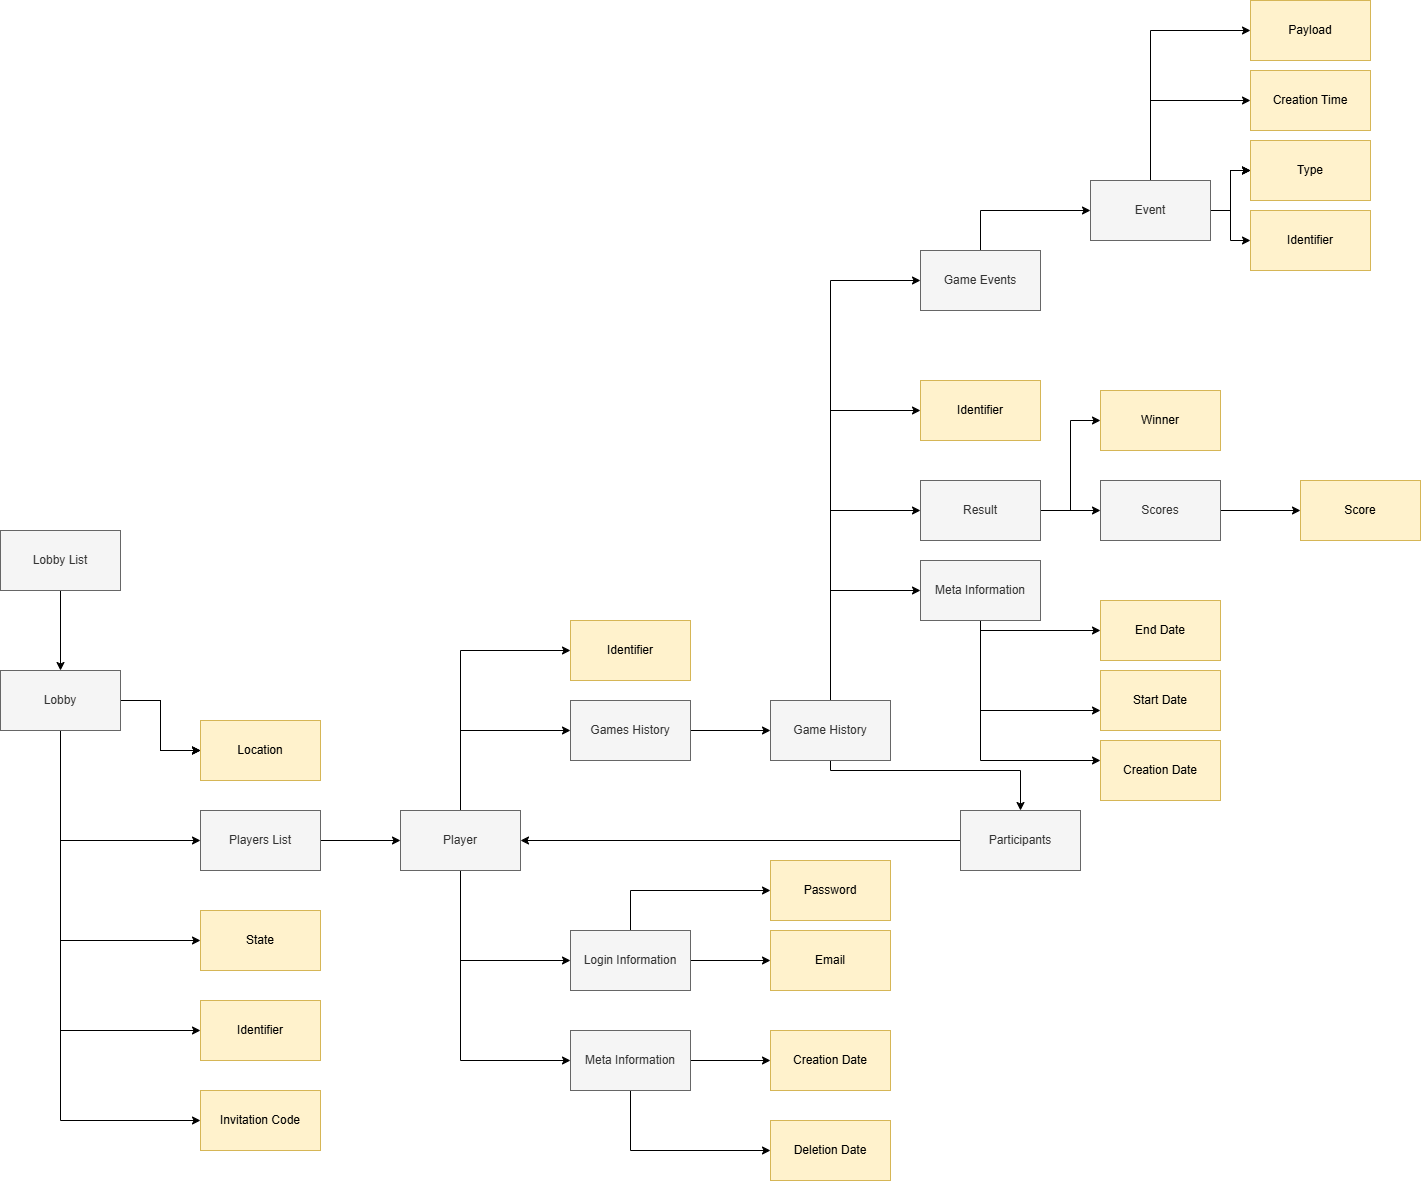 Payload
Creation Time
Type
Event
Identifier
Game Events
Identifier
Winner
Result
Scores
Score
Lobby List
Meta Information
End Date
Identifier
Lobby
Start Date
Games History
Game History
Location
Creation Date
Players List
Player
Participants
Password
State
Login Information
Email
Identifier
Meta Information
Creation Date
Invitation Code
Deletion Date